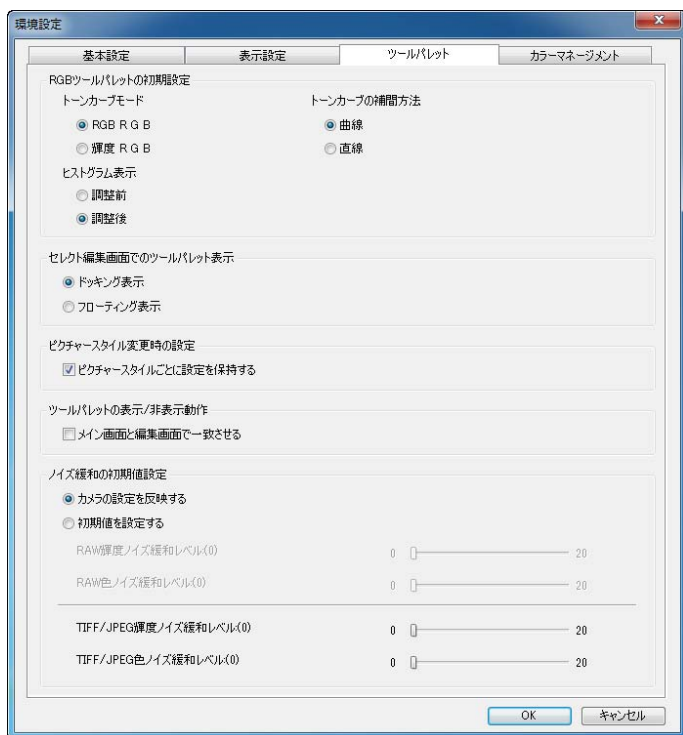 環境設定
基本設定 表示設定 ツールパレット カラーマネージメント
RGBツールパレットの初期設定
トーンカーブモード トーンカーブの補間方法
RGB R G B 曲線
輝度 R G B 直線
ヒストグラム表示
調整前
調整後
セレクト編集画面でのツールパレット表示
ドッキング表示
フローティング表示
ピクチャースタイル変更時の設定
ピクチャースタイルごとに設定を保持する
ツールパレットの表示/非表示動作
メイン画面と編集画面で一致させる
ノイズ緩和の初期値設定
カメラの設定を反映する
初期値を設定する
RAW輝度ノイズ緩和レベル(0) 0 20
RAW色ノイズ緩和レベル(0) 0 20
TIFF/JPEG輝度ノイズ緩和レベル(0) 0 20
TIFF/JPEG色ノイズ緩和レベル(0) 0 20
OK キャンセル